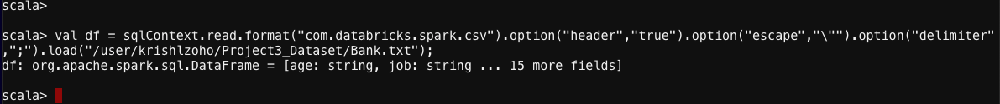 scala>
scala> val df = sqlContext.read.format("com.databricks.spark.csv").option("header","true").option("escape","\"").option("delimiter"
,";").load("/user/krishlzoho/Project3_Dataset/Bank.txt");
df: org.apache.spark.sql.DataFrame = [age: string, job: string ... 15 more fields]
scala>